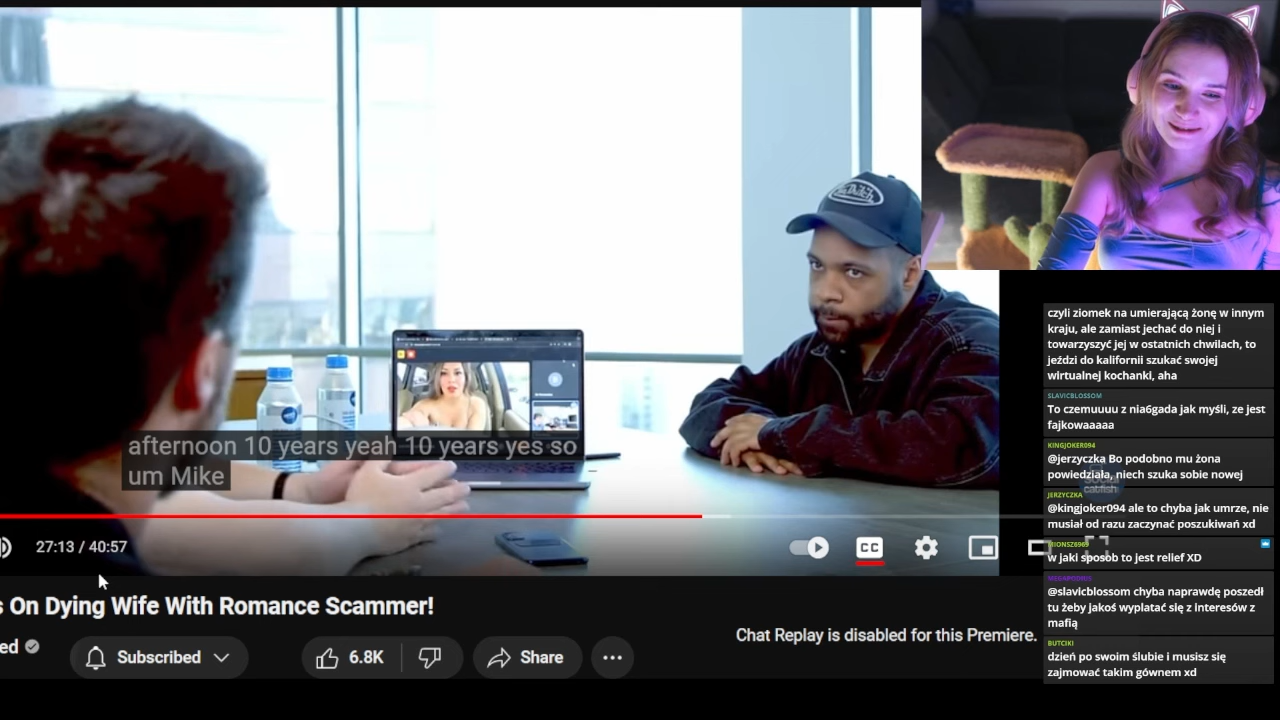 Von Dutch
afternoon 10 years yeah 10 years yes so
um Mike
27:13 / 40:57
CC
s On Dying Wife With Romance Scammer!
ed
Subscribed
6.8K
Share
Chat Replay is disabled for this Premiere.
czyli ziomek na umierającą żonę w innym
kraju, ale zamiast jechać do niej i
towarzyszyć jej w ostatnich chwilach, to
jeździ do kalifornii szukać swojej
wirtualnej kochanki, aha
SLAVICBLOSSOM
To czemuuuu z nia6gada jak myśli, ze jest
fajkowaaaaa
KINGJOKER094
@jerzyczka Bo podobno mu żona
powiedziała, niech szuka sobie nowej
JERZYCZKA
@kingjoker094 ale to chyba jak umrze, nie
musiał od razu zaczynać poszukiwań xd
w jaki sposób to jest relief XD
@slavicblossom chyba naprawdę poszedł
tu żeby jakoś wyplatać się z interesów z
mafią
BUTCIKI
dzień po swoim ślubie i musisz się
zajmować takim gównem xd